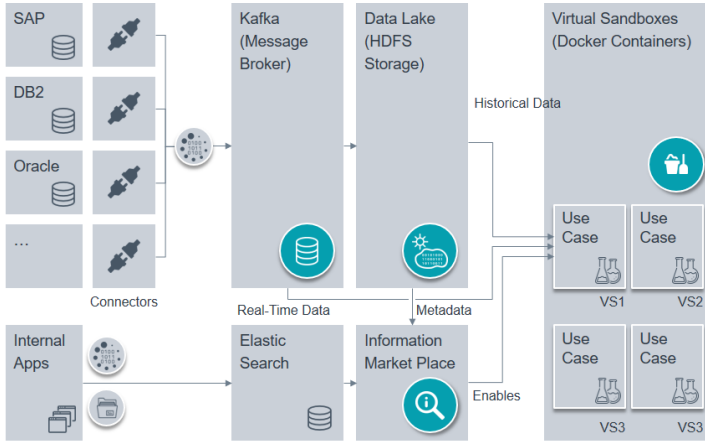 SAP
DB2
Oracle
...
Connectors
Kafka
(Message
Broker)
Data Lake
(HDFS
Storage)
Historical Data
Virtual Sandboxes
(Docker Containers)
Use
Case
VS1
Use
Case
VS2
Use
Case
VS3
Use
Case
VS3
Real-Time Data
Metadata
Internal
Apps
Elastic
Search
Information
Market Place
Enables